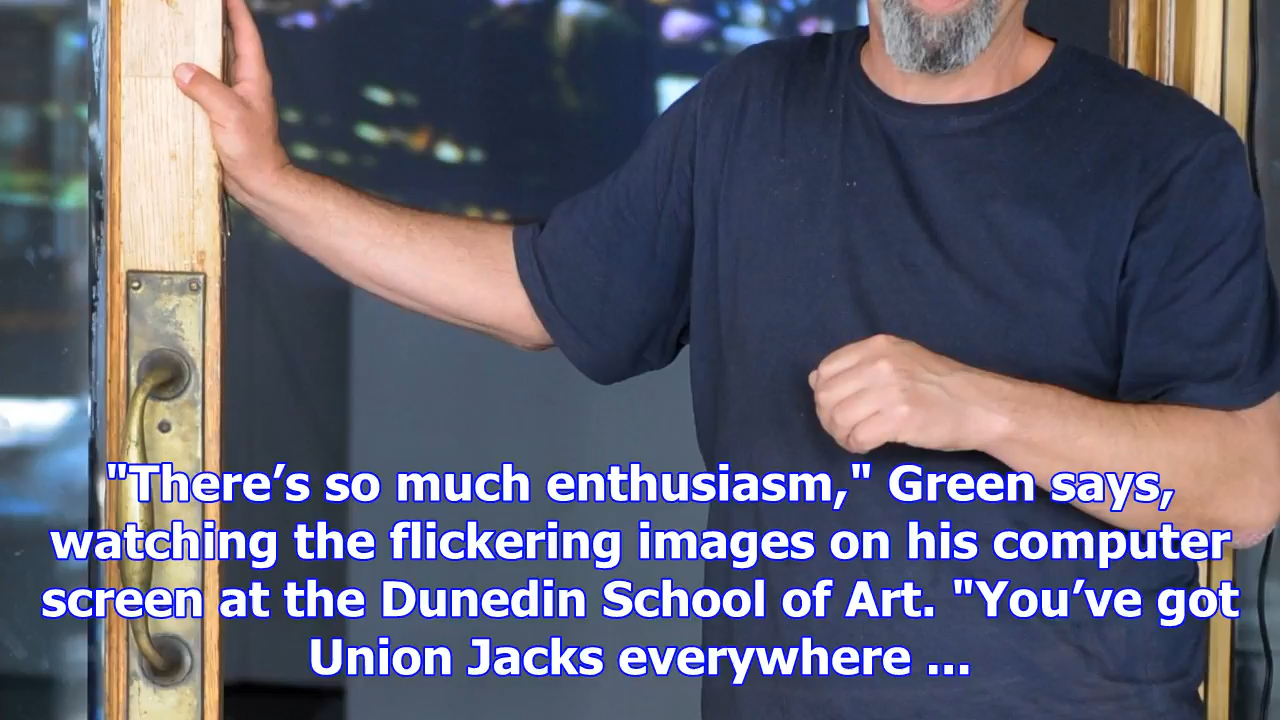 "There’s so much enthusiasm," Green says,
watching the flickering images on his computer
screen at the Dunedin School of Art. "You’ve got
Union Jacks everywhere ...